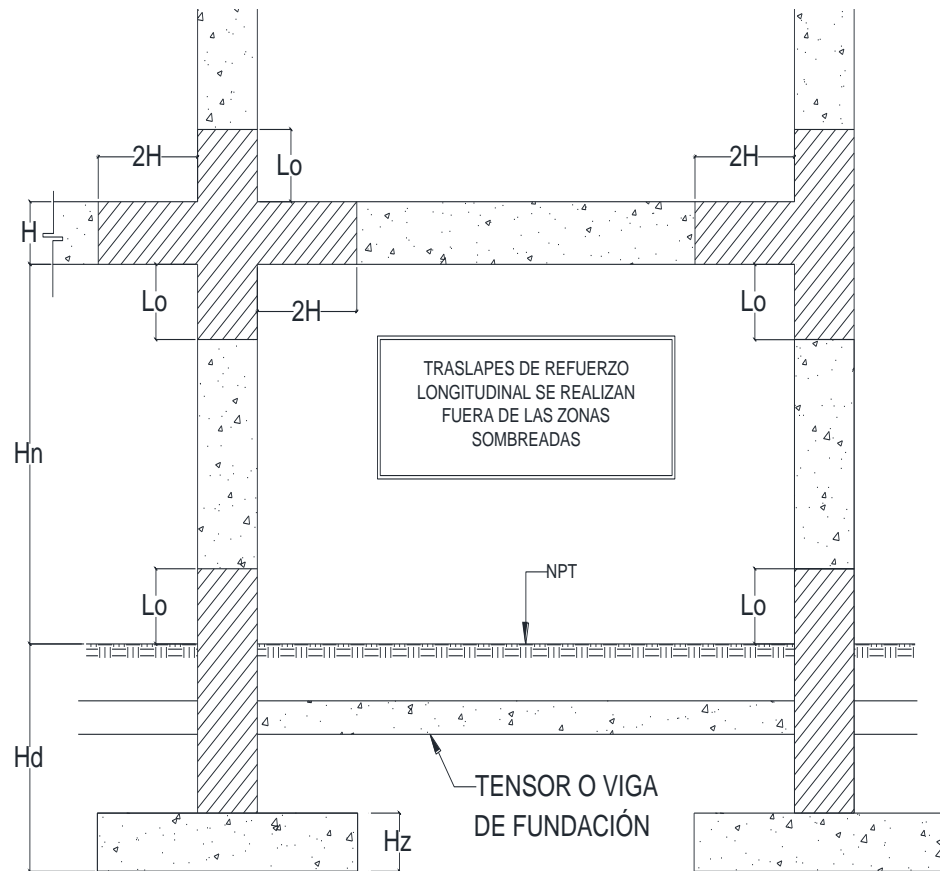 2H
2H
Lo
H
Lo
Lo
2H
TRASLAPES DE REFUERZO
LONGITUDINAL SE REALIZAN
FUERA DE LAS ZONAS
SOMBREADAS
Hn
NPT
Lo
Lo
Hd
TENSOR O VIGA
DE FUNDACIÓN
Hz